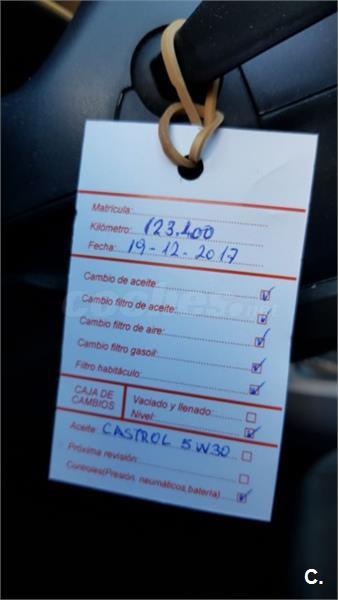 Matrícula:
Kilómetro: 123.400
Fecha: 19-12-2017
Cambio de aceite:
Cambio filtro de aceite:
Cambio filtro de aire:
Cambio filtro gasoil:
Filtro habitáculo:
CAJA DE CAMBIOS
Vaciado y llenado:
Nivel:
Aceite: CASTROL 5W30
Próxima revisión:
Controles(Presión, neumáticos,batería)
coches.com
C.